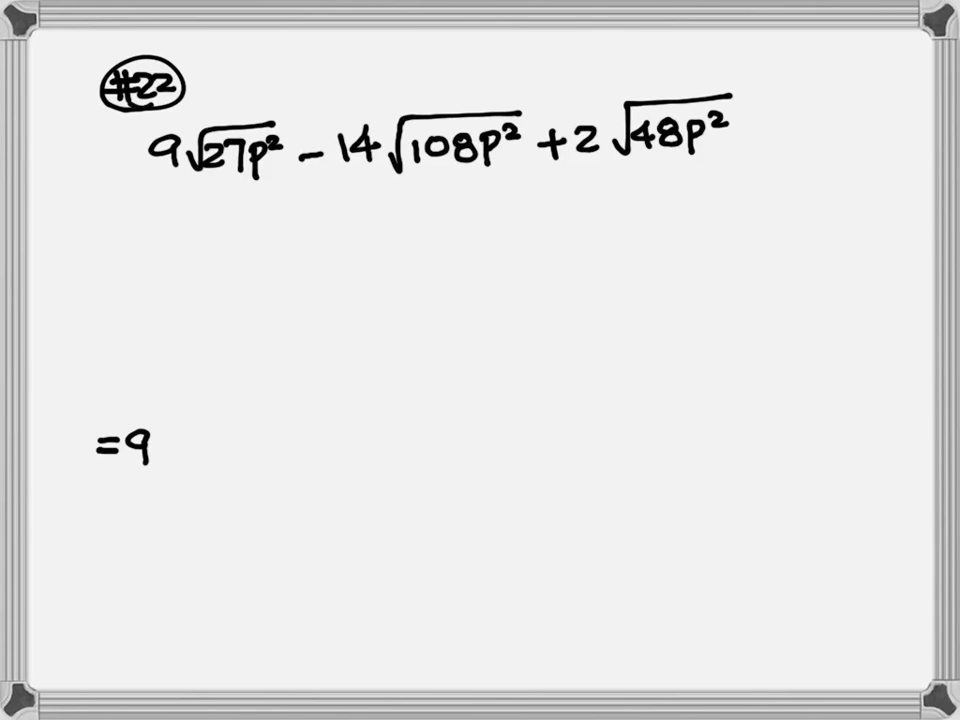 #22
9√27p² - 14√108p² + 2√48p²
= 9